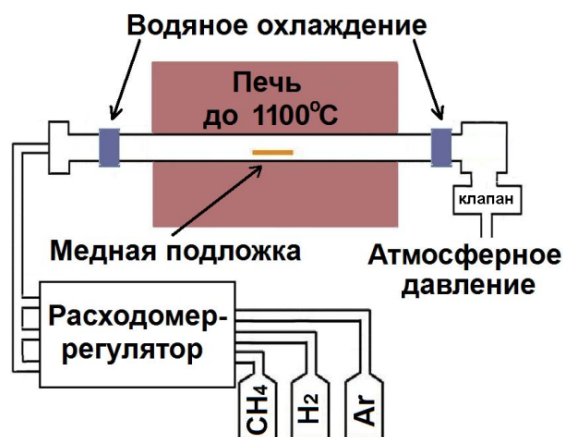 Водяное охлаждение
Печь
до 1100°C
клапан
Медная подложка
Атмосферное
давление
Расходомер-
регулятор
CH4
H2
Ar